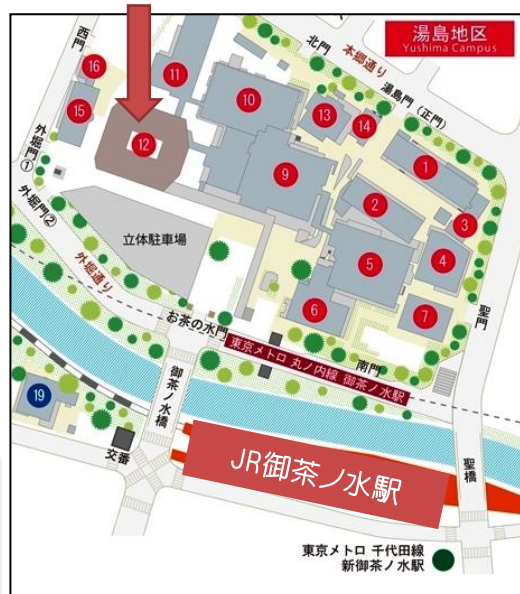 湯島地区
Yushima Campus
西門
北門
本郷通り
湯島門(正門)
16
11
10
13
14
15
12
1
9
外堀門①
2
3
外堀門②
立体駐車場
5
4
外堀通り
6
7
聖門
お茶の水門
南門
東京メトロ 丸ノ内線 御茶ノ水駅
19
御茶ノ水橋
交番
JR御茶ノ水駅
聖橋
東京メトロ 千代田線
新御茶ノ水駅